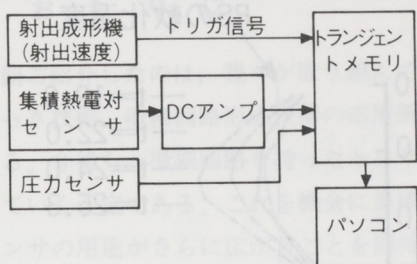 射出成形機
(射出速度)
トリガ信号
トランジェン
トメモリ
集積熱電対
センサ
DCアンプ
圧力センサ
パソコン